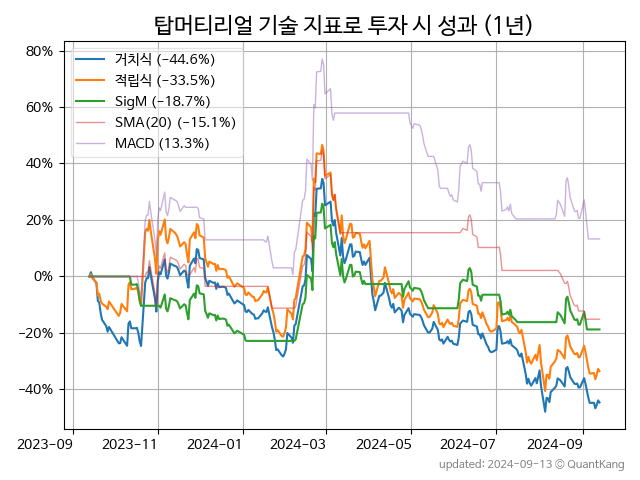 탑머티리얼 기술 지표로 투자 시 성과 (1년)
거치식 (−44.6%)
적립식 (−33.5%)
SigM (−18.7%)
SMA(20) (−15.1%)
MACD (13.3%)
80%
60%
40%
20%
0%
−20%
−40%
2023-09 2023-11 2024-01 2024-03 2024-05 2024-07 2024-09
updated: 2024-09-13 ⓒ QuantKang